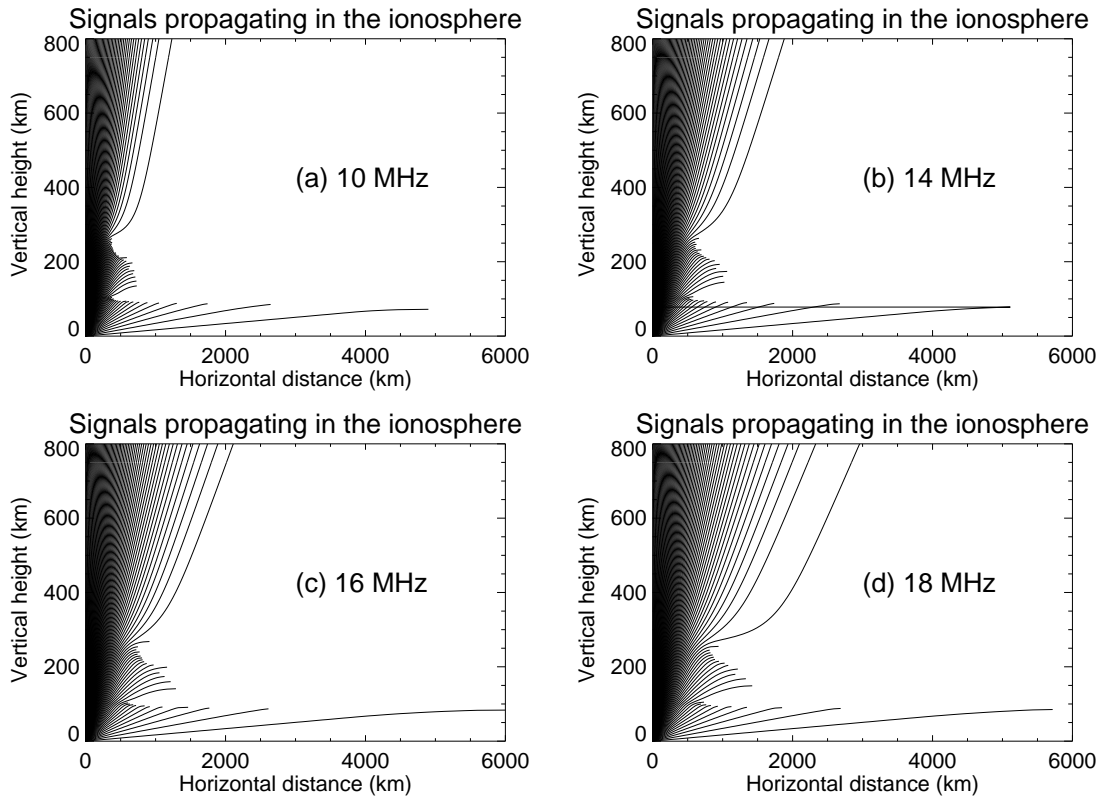 Signals propagating in the ionosphere
800
600
400
200
0
Vertical height (km)
(a) 10 MHz
0 2000 4000 6000
Horizontal distance (km)
Signals propagating in the ionosphere
800
600
400
200
0
Vertical height (km)
(b) 14 MHz
0 2000 4000 6000
Horizontal distance (km)
Signals propagating in the ionosphere
800
600
400
200
0
Vertical height (km)
(c) 16 MHz
0 2000 4000 6000
Horizontal distance (km)
Signals propagating in the ionosphere
800
600
400
200
0
Vertical height (km)
(d) 18 MHz
0 2000 4000 6000
Horizontal distance (km)